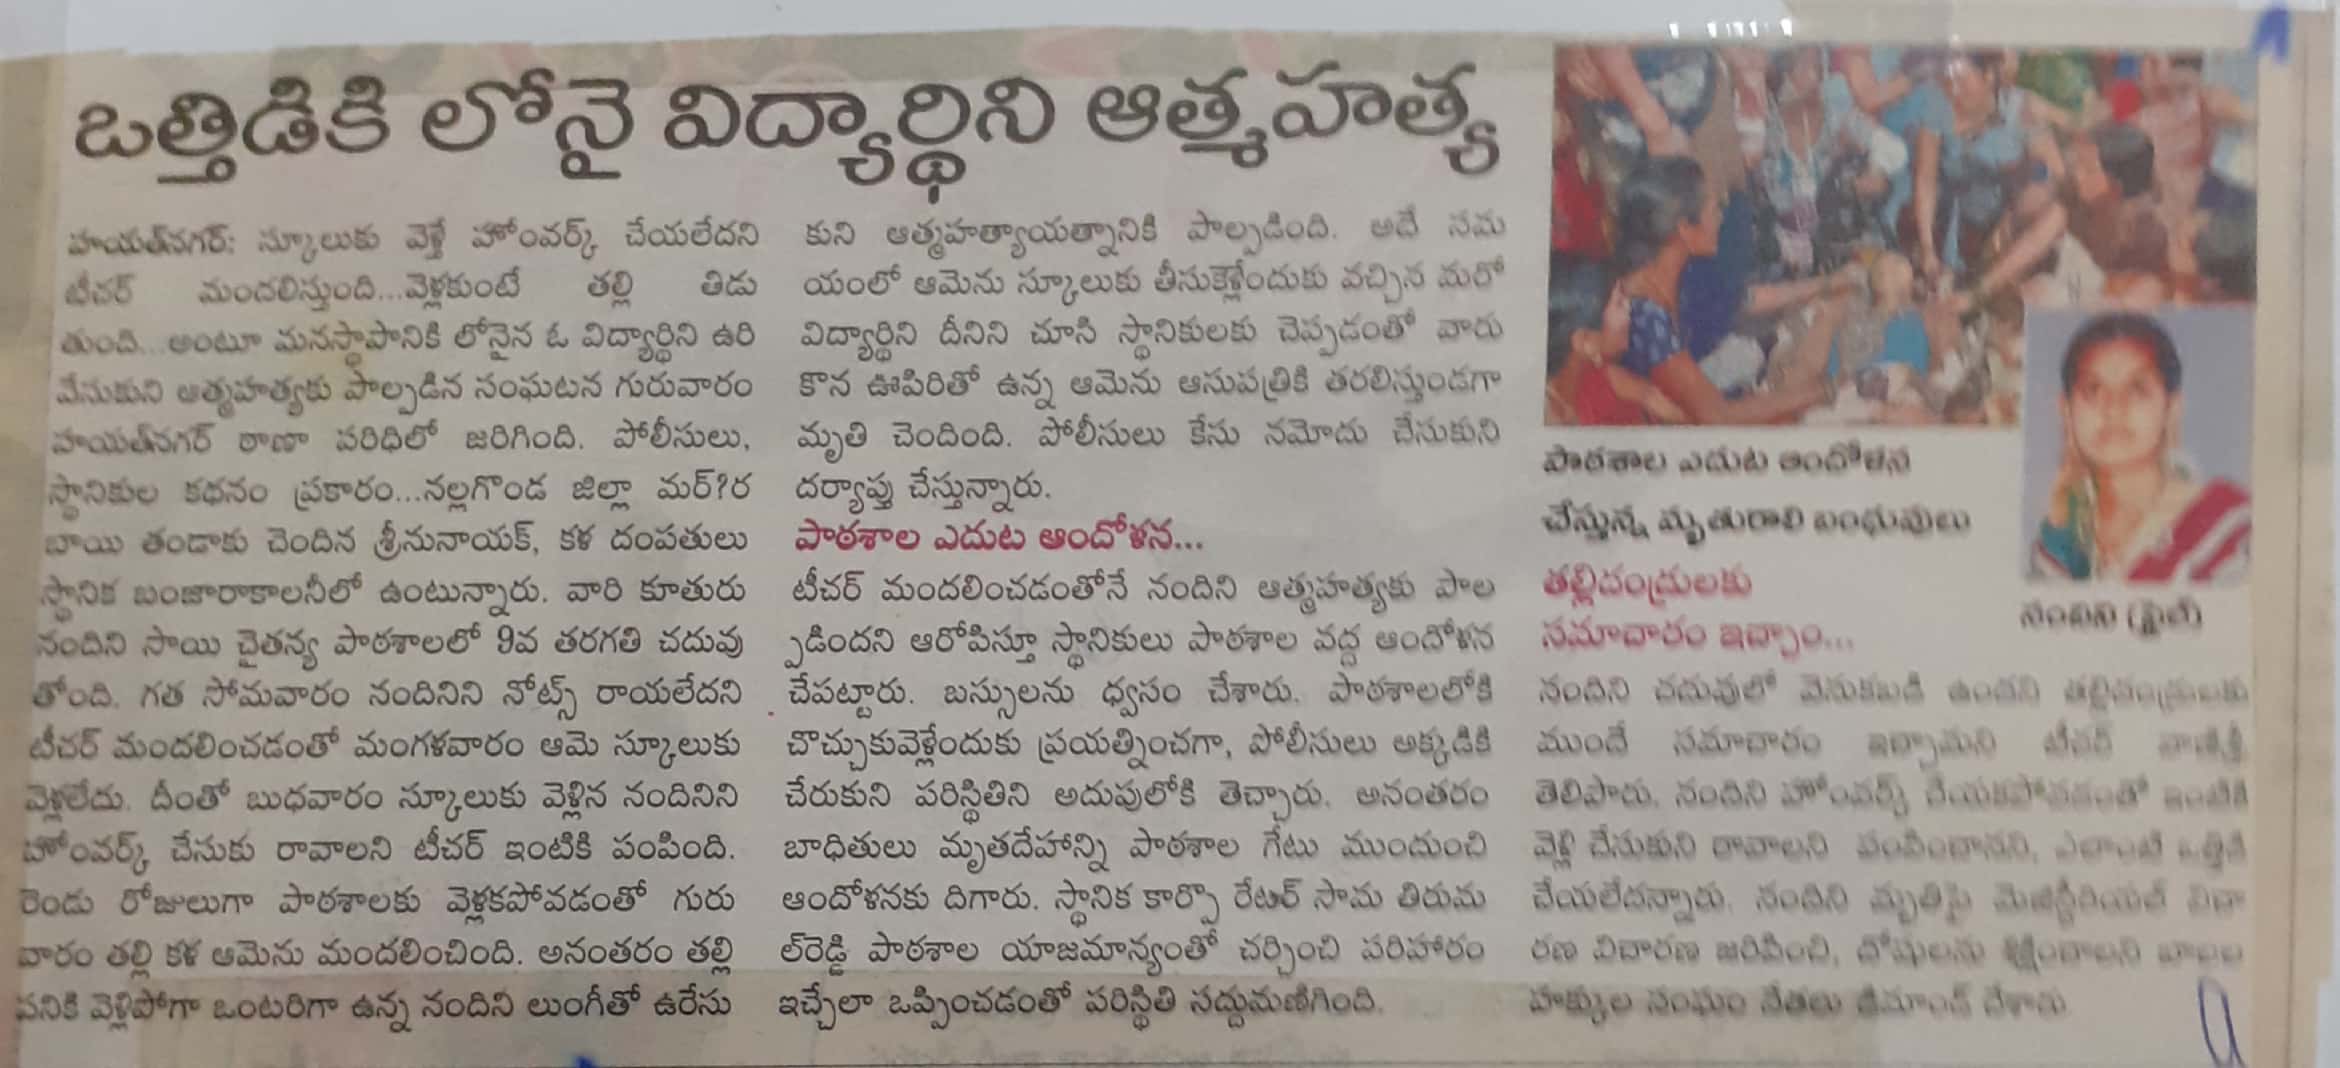 ఒత్తిడికి లోనై విద్యార్థిని ఆత్మహత్య
హయత్‌నగర్: స్కూలుకు వెళ్తే హోంవర్క్ చేయలేదని
టీచర్ మందలిస్తుంది...వెళ్లకుంటే తల్లి తిడు
తుంది...అంటూ మనస్థాపానికి లోనైన ఓ విద్యార్థిని ఉరి
వేసుకుని ఆత్మహత్యకు పాల్పడిన సంఘటన గురువారం
హయత్‌నగర్ ఠాణా పరిధిలో జరిగింది. పోలీసులు,
స్థానికుల కథనం ప్రకారం...నల్లగొండ జిల్లా మర్?ర
బాయి తండాకు చెందిన శ్రీనునాయక్, కళ దంపతులు
స్థానిక బంజారాకాలనీలో ఉంటున్నారు. వారి కూతురు
నందిని సాయి చైతన్య పాఠశాలలో 9వ తరగతి చదువు
తోంది. గత సోమవారం నందినిని నోట్స్ రాయలేదని
టీచర్ మందలించడంతో మంగళవారం ఆమె స్కూలుకు
వెళ్లలేదు. దీంతో బుధవారం స్కూలుకు వెళ్లిన నందినిని
హోంవర్క్ చేసుకు రావాలని టీచర్ ఇంటికి పంపింది.
రెండు రోజులుగా పాఠశాలకు వెళ్లకపోవడంతో గురు
వారం తల్లి కళ ఆమెను మందలించింది. అనంతరం తల్లి
పనికి వెళ్లిపోగా ఒంటరిగా ఉన్న నందిని లుంగీతో ఉరేసు
కుని ఆత్మహత్యాయత్నానికి పాల్పడింది. అదే సమ
యంలో ఆమెను స్కూలుకు తీసుకెళ్లేందుకు వచ్చిన మరో
విద్యార్థిని దీనిని చూసి స్థానికులకు చెప్పడంతో వారు
కొన ఊపిరితో ఉన్న ఆమెను ఆసుపత్రికి తరలిస్తుండగా
మృతి చెందింది. పోలీసులు కేసు నమోదు చేసుకుని
దర్యాప్తు చేస్తున్నారు.
పాఠశాల ఎదుట ఆందోళన...
టీచర్ మందలించడంతోనే నందిని ఆత్మహత్యకు పాల
్పడిందని ఆరోపిస్తూ స్థానికులు పాఠశాల వద్ద ఆందోళన
చేపట్టారు. బస్సులను ధ్వసం చేశారు. పాఠశాలలోకి
చొచ్చుకువెళ్లేందుకు ప్రయత్నించగా, పోలీసులు అక్కడికి
చేరుకుని పరిస్థితిని అదుపులోకి తెచ్చారు. అనంతరం
బాధితులు మృతదేహాన్ని పాఠశాల గేటు ముందుంచి
ఆందోళనకు దిగారు. స్థానిక కార్పొ రేటర్ సామ తిరుమ
ల్‌రెడ్డి పాఠశాల యాజమాన్యంతో చర్చించి పరిహారం
ఇచ్చేలా ఒప్పించడంతో పరిస్థితి సద్దుమణిగింది.
పాఠశాల ఎదుట ఆందోళన
చేస్తున్న మృతురాలి బంధువులు
నందిని (ఫైల్)
తల్లిదండ్రులకు
సమాచారం ఇచ్చాం...
నందిని చదువులో వెనుకబడి ఉందని తల్లిదండ్రులకు
ముందే సమాచారం ఇచ్చామని టీచర్ వాణిశ్రీ
తెలిపారు. నందిని హోంవర్క్ చేయకపోవడంతో ఇంటికి
వెళ్లి చేసుకుని రావాలని పంపించానని, ఎలాంటి ఒత్తిడి
చేయలేదన్నారు. నందిని మృతిపై మెజిస్టీరియల్ విచా
రణ విచారణ జరిపించి, దోషులను శిక్షించాలని బాలల
హక్కుల సంఘం నేతలు డిమాండ్ చేశారు.